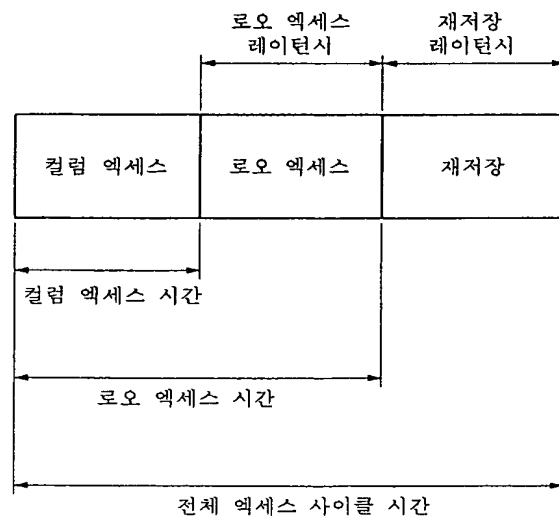 로오 엑세스
레이턴시
재저장
레이턴시
컬럼 엑세스
로오 엑세스
재저장
컬럼 엑세스 시간
로오 엑세스 시간
전체 엑세스 사이클 시간